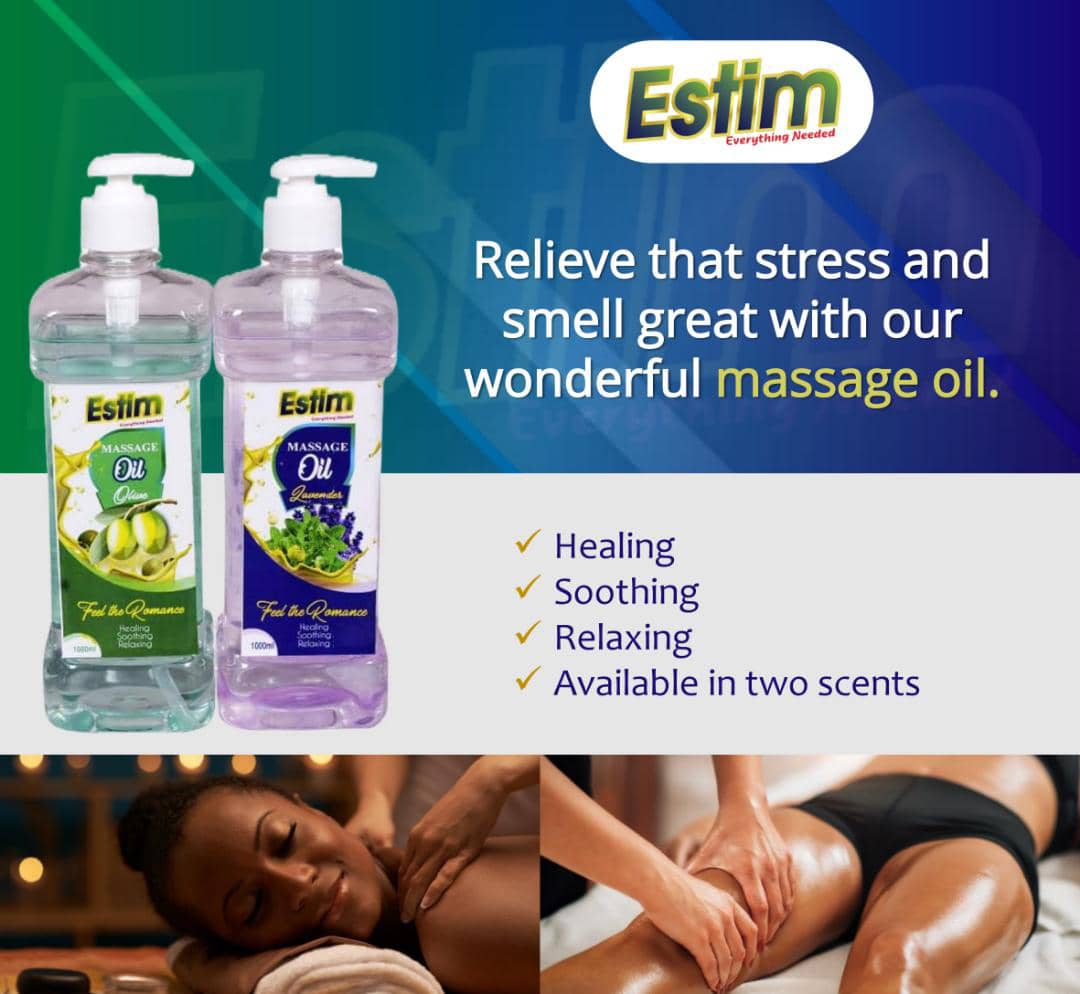 Estim
Everything Needed
Relieve that stress and
smell great with our
wonderful massage oil.
Estim
Everything Needed
MASSAGE
Oil
Olive
Feel the Romance
Healing
Soothing
Relaxing
1000ml
Estim
Everything Needed
MASSAGE
Oil
Lavender
Feel the Romance
Healing
Soothing
Relaxing
1000ml
✓ Healing
✓ Soothing
✓ Relaxing
✓ Available in two scents